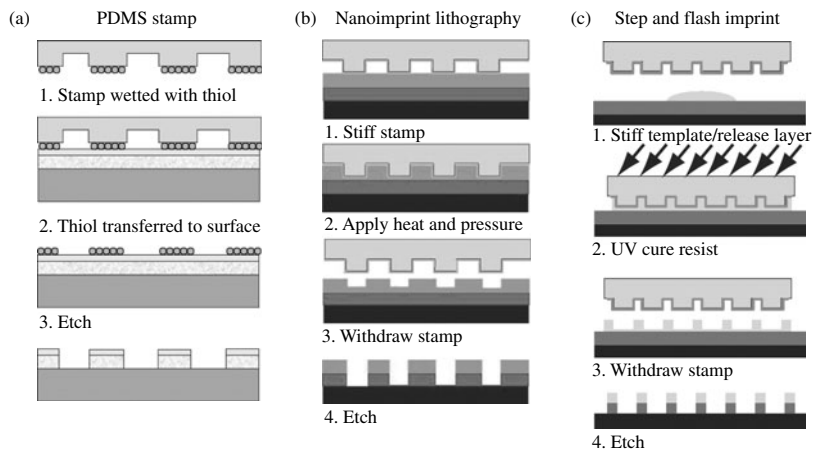 (a) PDMS stamp
1. Stamp wetted with thiol
2. Thiol transferred to surface
3. Etch
(b) Nanoimprint lithography
1. Stiff stamp
2. Apply heat and pressure
3. Withdraw stamp
4. Etch
(c) Step and flash imprint
1. Stiff template/release layer
2. UV cure resist
3. Withdraw stamp
4. Etch